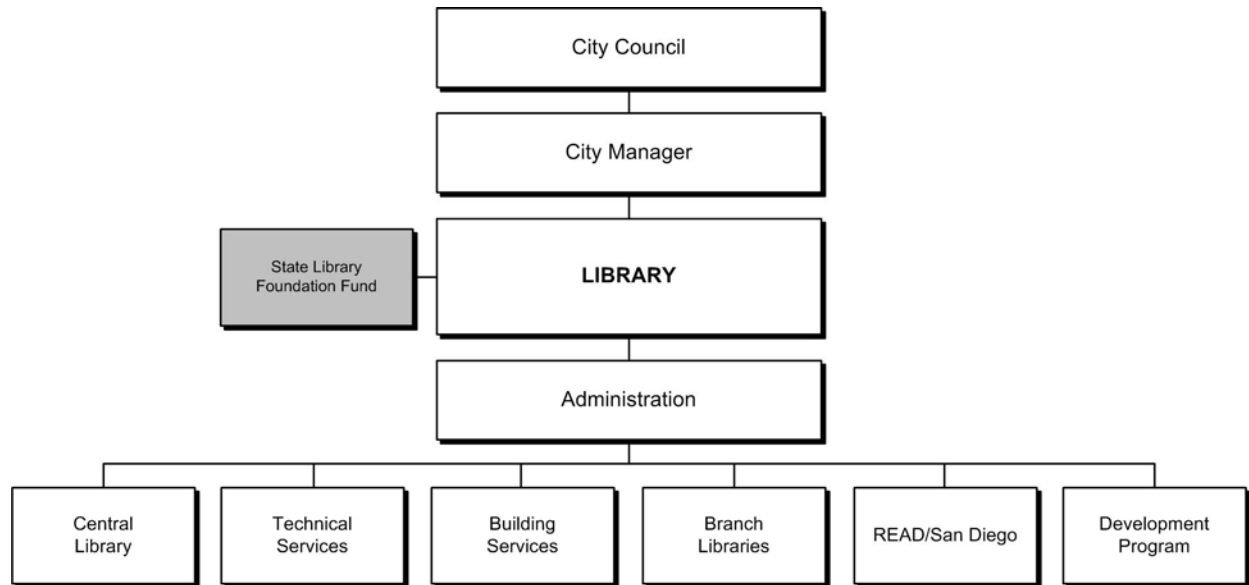 City Council
City Manager
State Library
Foundation Fund
LIBRARY
Administration
Central
Library
Technical
Services
Building
Services
Branch
Libraries
READ/San Diego
Development
Program